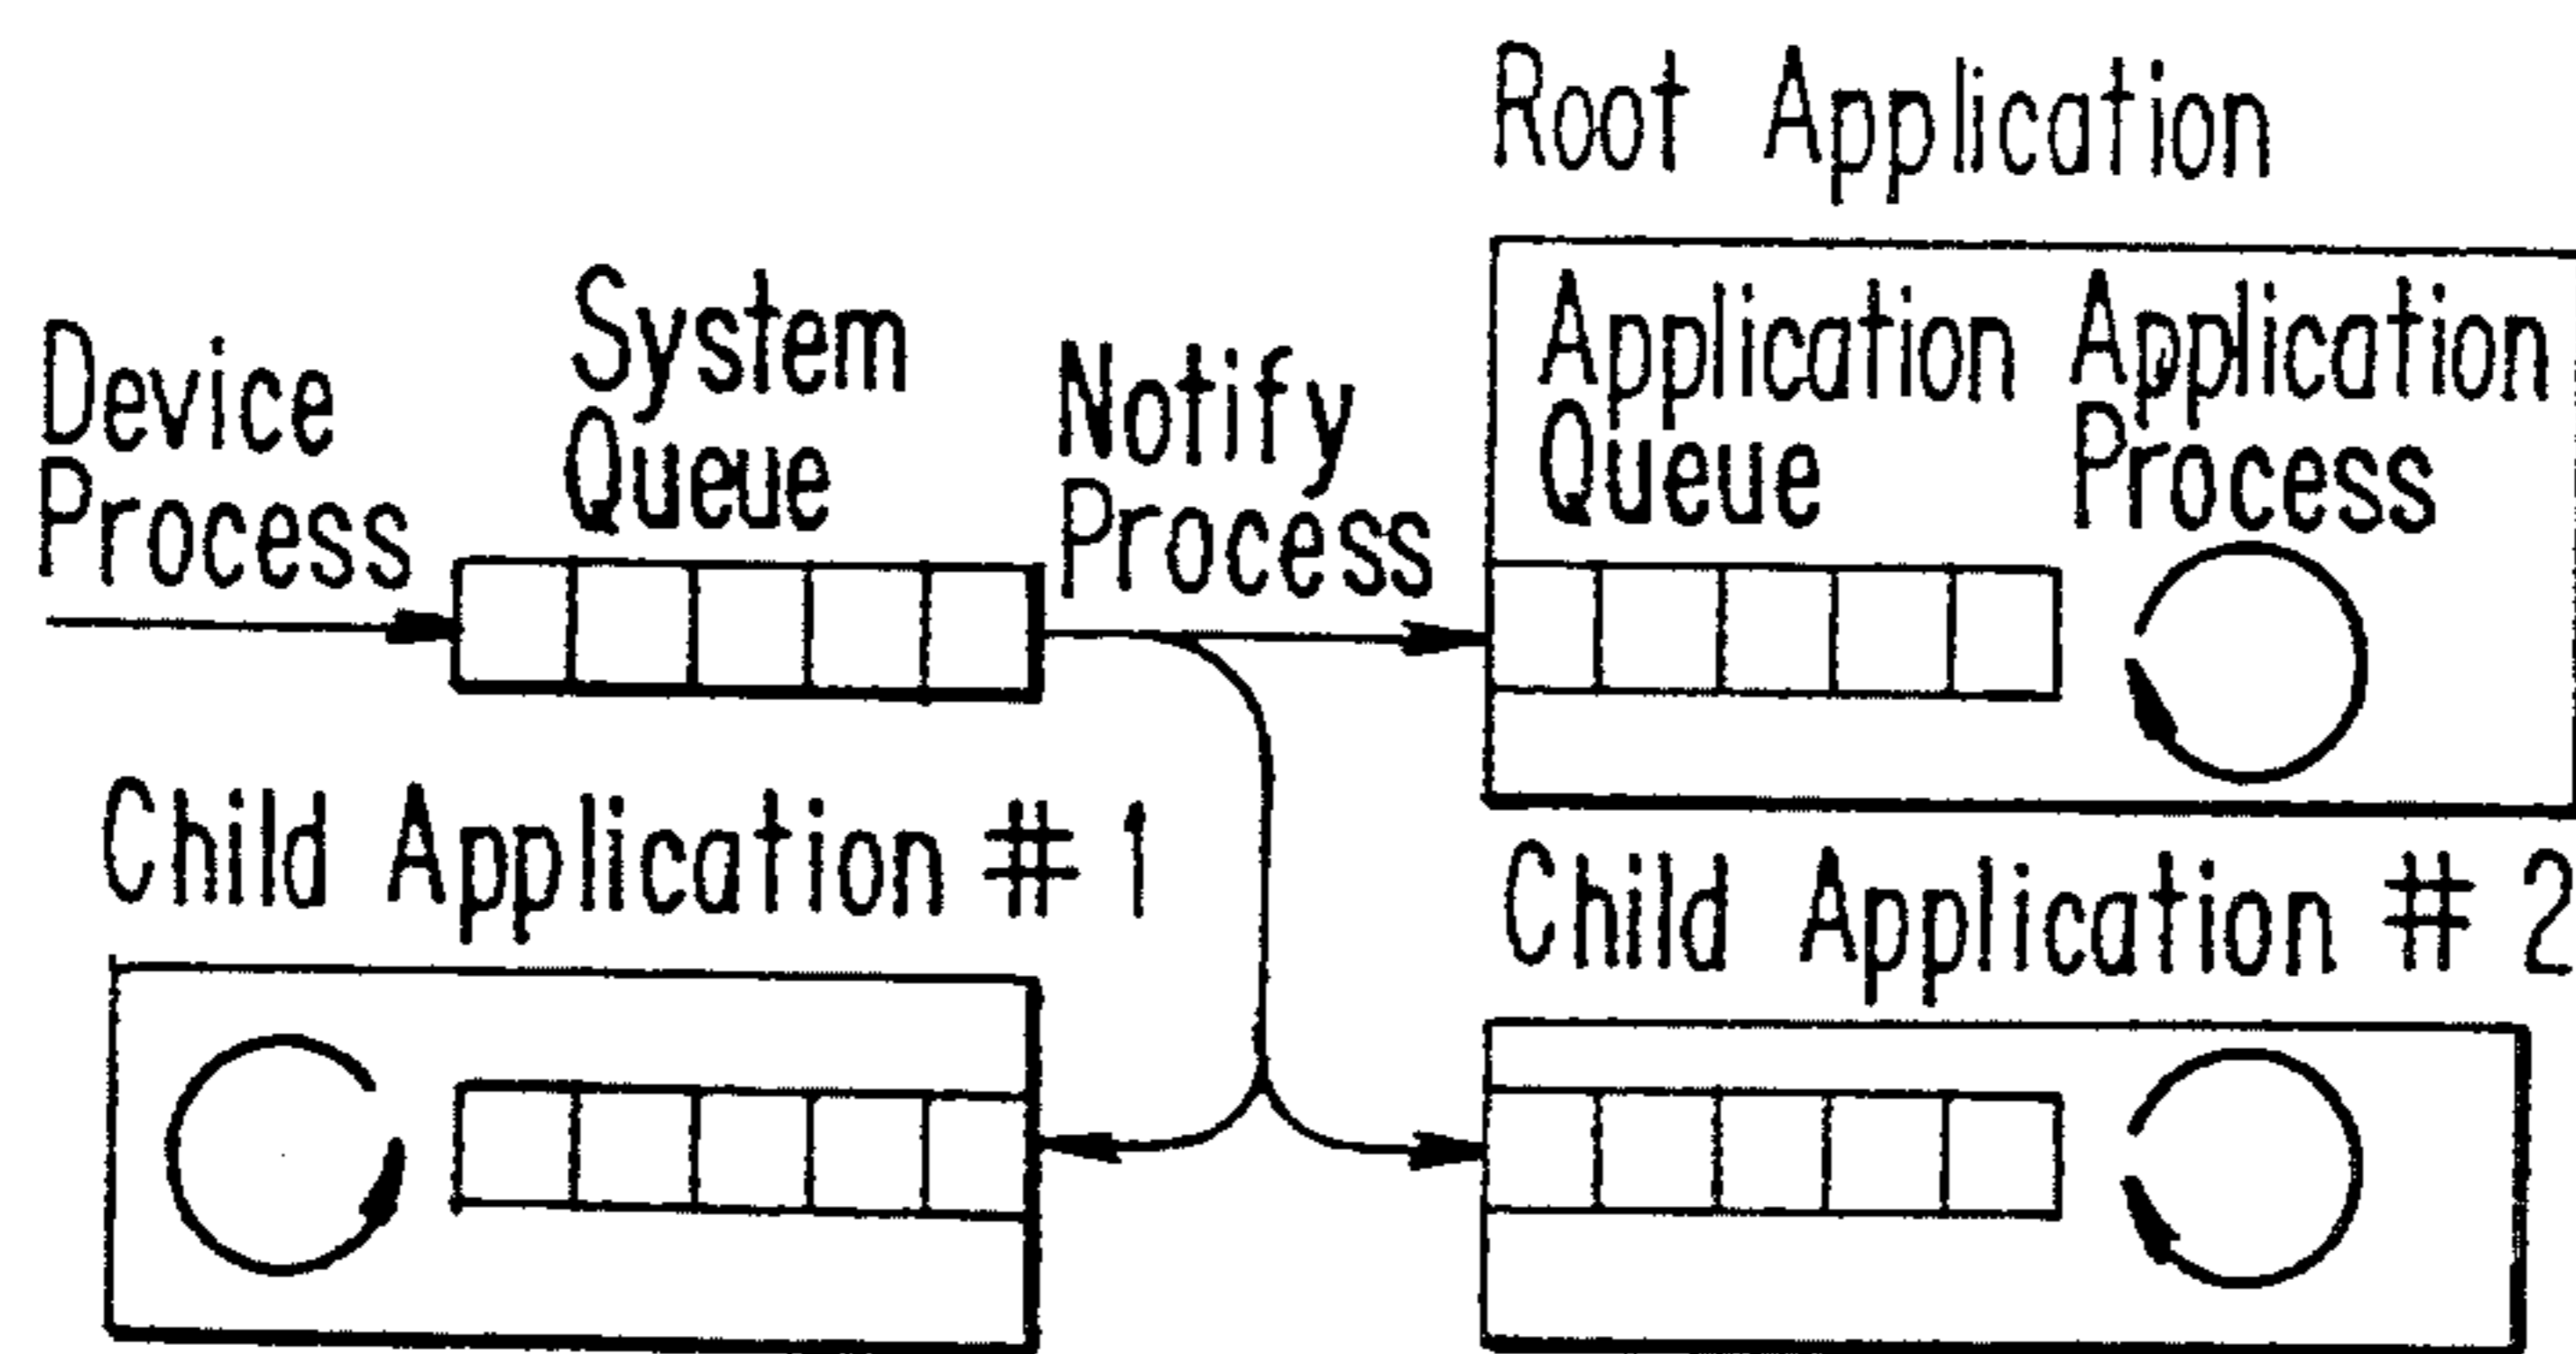 Root Application
Device
Process
System
Queue
Notify
Process
Application
Queue
Application
Process
Child Application # 1
Child Application # 2